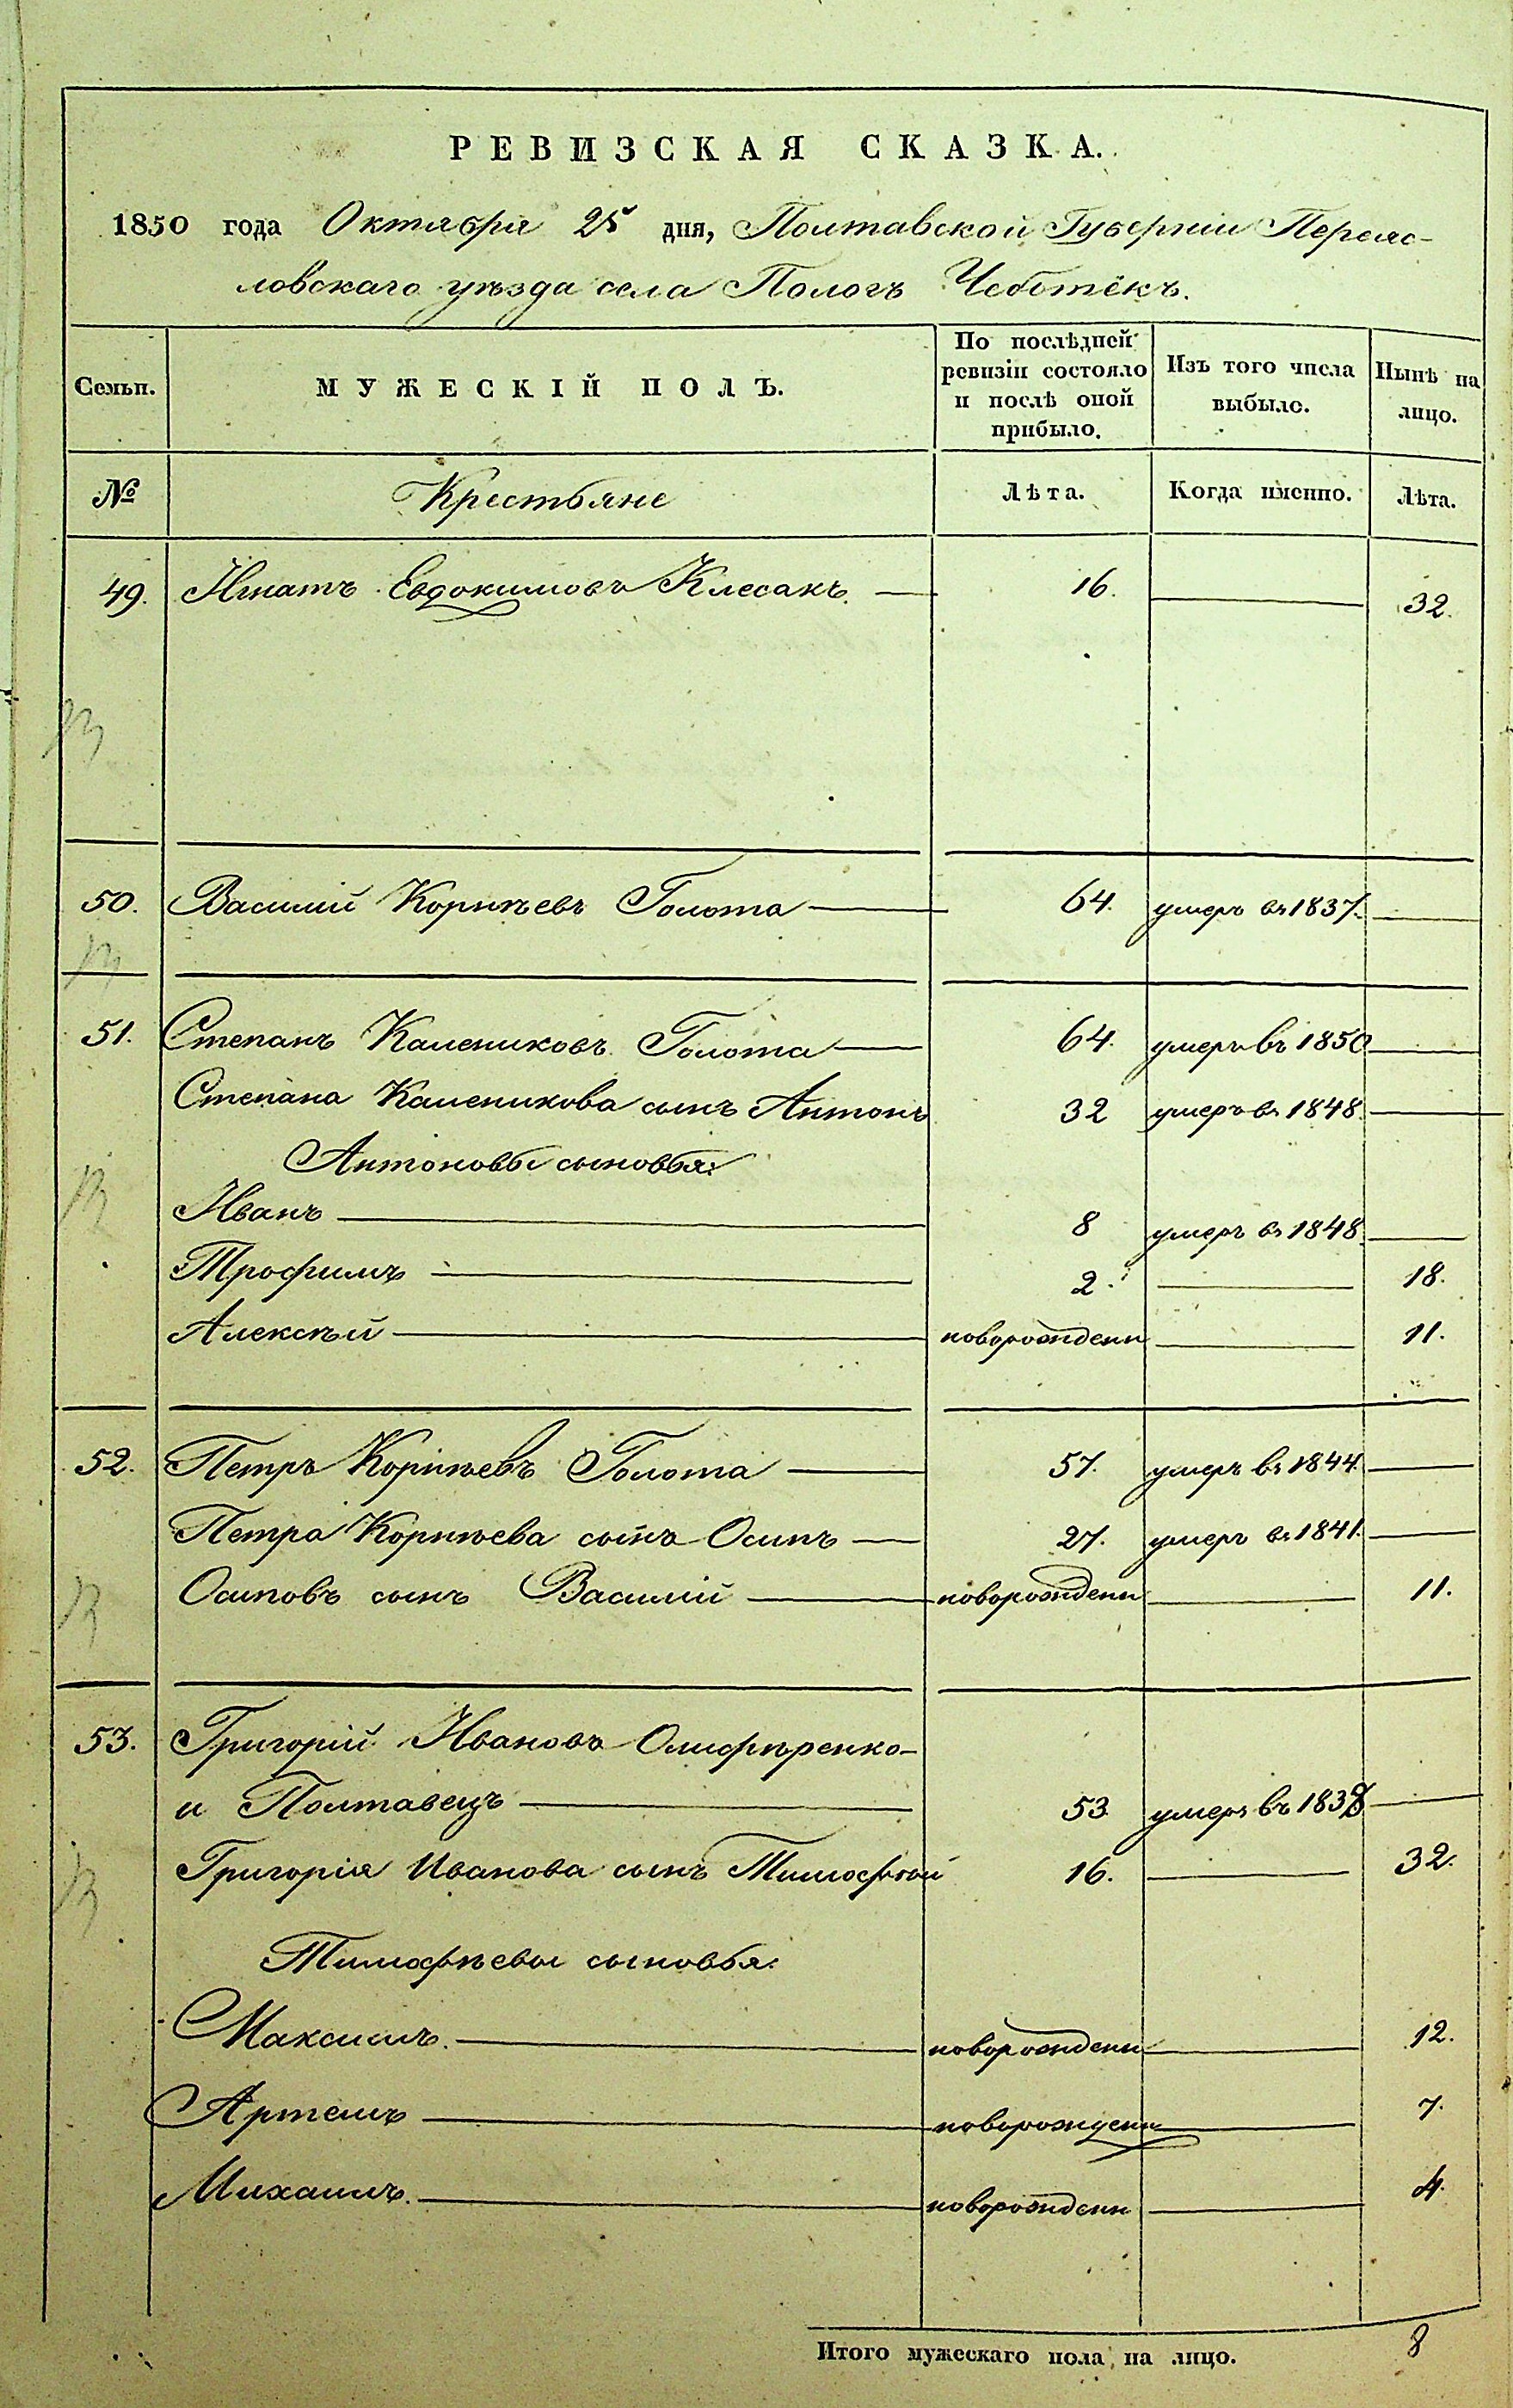 РЕВИЗСКАЯ СКАЗКА.
1850 года Октября 25 дня, Полтавской Губерніи Переяс-
ловскаго уѣзда села Пологъ Чоботёкъ.
Семьи.
МУЖЕСКІЙ ПОЛЪ.
По послѣдней ревизіи состояло и послѣ оной прибыло.
Изъ того числа выбыло.
Нынѣ на лицо.
№ Крестьяне Лѣта. Когда именно. Лѣта.
49. Игнатъ Евдокимовъ Клесакъ. 16. 32.
50. Василій Корнѣевъ Голота 64. умеръ въ 1837.
51. Степанъ Калениковъ Голота 64. умеръ въ 1850
Степана Каленикова сынъ Антонъ 32 умеръ въ 1848.
Антоновы сыновья:
Иванъ 8 умеръ въ 1848.
Трофимъ 2. 18.
Алексѣй новорожденн 11.
52. Петръ Корнѣевъ Голота 57. умеръ въ 1844.
Петра Корнѣева сынъ Осипъ 27. умеръ въ 1841.
Осиповъ сынъ Василій новорожденн 11.
53. Григорій Ивановъ Олифѣренко
и Полтавецъ 53 умеръ въ 1838
Григорія Иванова сынъ Тимофѣй 16. 32.
Тимофѣевы сыновья:
Максимъ. новорожденн 12.
Артемъ новорожденн 7.
Михаилъ. новорожденн 4.
Итого мужескаго пола на лицо. 8